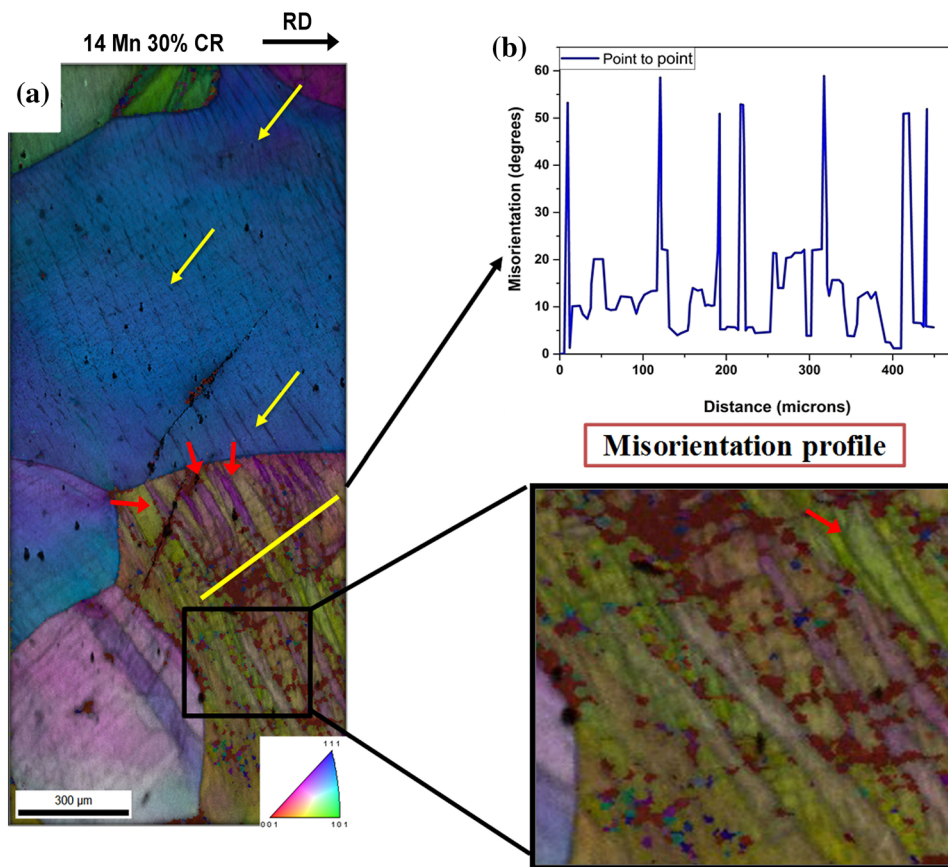 14 Mn 30% CR
RD
(a)
(b)
Point to point
Misorientation (degrees)
60
50
40
30
20
10
0
0
100
200
300
400
Distance (microns)
Misorientation profile
111
001
101
300 µm